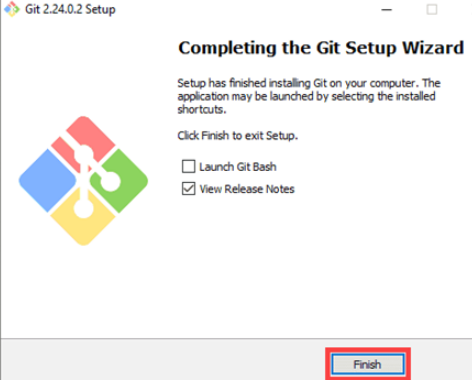 Git 2.24.0.2 Setup
Completing the Git Setup Wizard
Setup has finished installing Git on your computer. The
application may be launched by selecting the installed
shortcuts.
Click Finish to exit Setup.
Launch Git Bash
View Release Notes
Finish